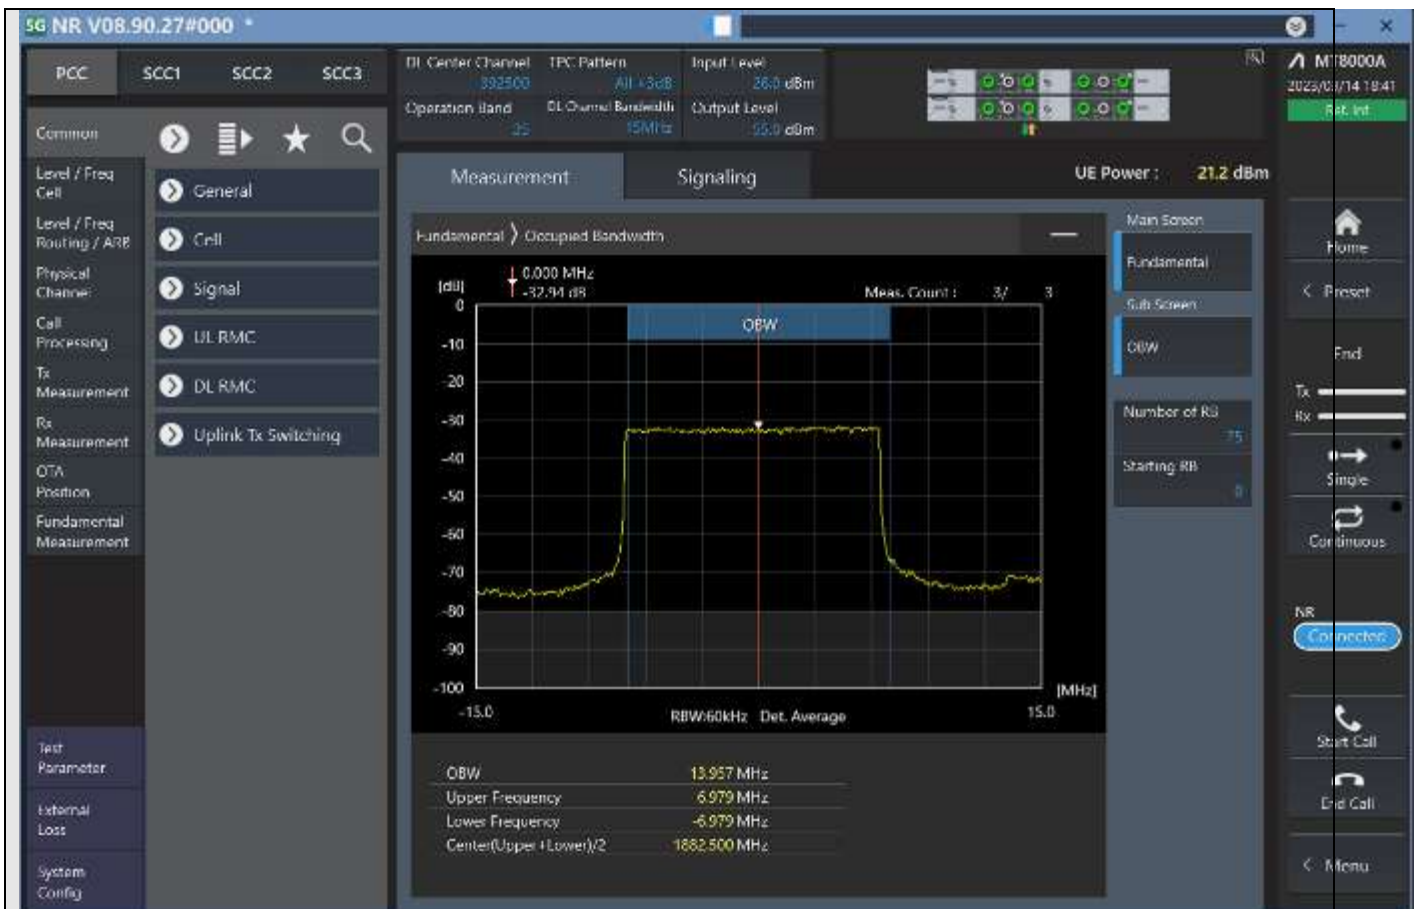 5G NR V08.90.27#000 *
PCC SCC1 SCC2 SCC3
DL Center Channel TPC Pattern Input Level
392500 All +3dB 26.0 dBm
Operation Band DL Channel Bandwidth Output Level
25 15MHz -55.0 dBm
MT8000A
2023/03/14 18:41
Rst. Int.
Common
Level / Freq
Cell
Level / Freq
Routing / ARB
Physical
Channel
Call
Processing
Tx
Measurement
Rx
Measurement
OTA
Position
Fundamental
Measurement
Test
Parameter
External
Loss
System
Config
General
Cell
Signal
UL RMC
DL RMC
Uplink Tx Switching
Measurement Signaling
UE Power : 21.2 dBm
Fundamental Occupied Bandwidth
[dB]
0.000 MHz
-32.94 dB
Meas. Count : 3/ 3
OBW
0
-10
-20
-30
-40
-50
-60
-70
-80
-90
-100
[MHz]
-15.0 RBW:60kHz Det. Average 15.0
OBW 13.957 MHz
Upper Frequency 6.979 MHz
Lower Frequency -6.979 MHz
Center(Upper+Lower)/2 1882.500 MHz
Main Screen
Fundamental
Sub Screen
OBW
Number of RB
75
Starting RB
0
Home
Preset
End
Tx
Rx
Single
Continuous
NR
Connected
Start Call
End Call
Menu